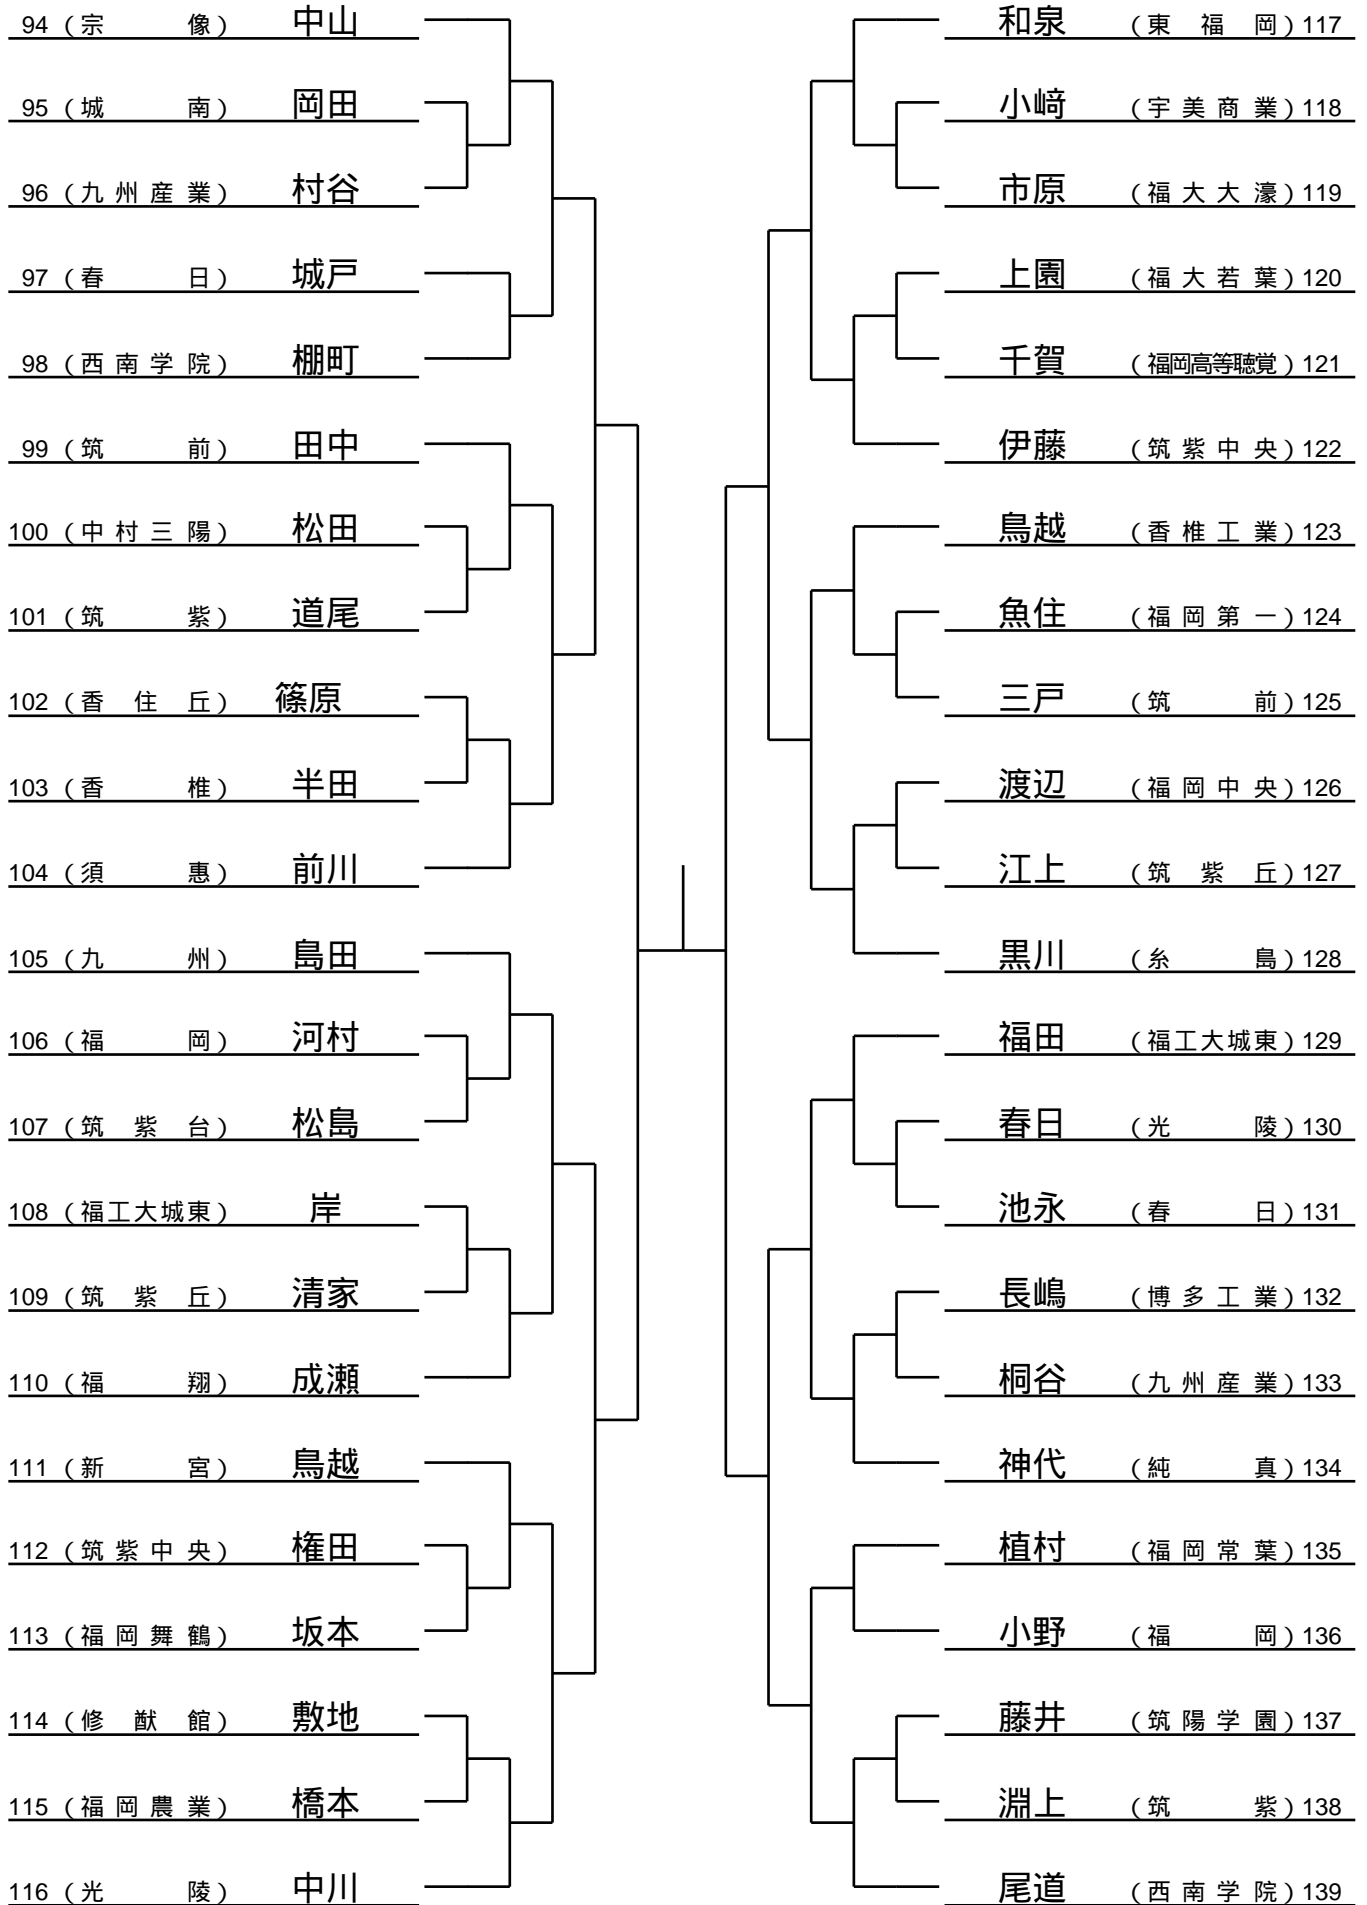 94 (宗像) 中山
95 (城南) 岡田
96 (九州産業) 村谷
97 (春日) 城戸
98 (西南学院) 棚町
99 (筑前) 田中
100 (中村三陽) 松田
101 (筑紫) 道尾
102 (香住丘) 篠原
103 (香椎) 半田
104 (須惠) 前川
105 (九州) 島田
106 (福岡) 河村
107 (筑紫台) 松島
108 (福工大城東) 岸
109 (筑紫丘) 清家
110 (福翔) 成瀬
111 (新宮) 鳥越
112 (筑紫中央) 権田
113 (福岡舞鶴) 坂本
114 (修猷館) 敷地
115 (福岡農業) 橋本
116 (光陵) 中川
和泉 (東福岡) 117
小﨑 (宇美商業) 118
市原 (福大大濠) 119
上園 (福大若葉) 120
千賀 (福岡高等聴覚) 121
伊藤 (筑紫中央) 122
鳥越 (香椎工業) 123
魚住 (福岡第一) 124
三戸 (筑前) 125
渡辺 (福岡中央) 126
江上 (筑紫丘) 127
黒川 (糸島) 128
福田 (福工大城東) 129
春日 (光陵) 130
池永 (春日) 131
長嶋 (博多工業) 132
桐谷 (九州産業) 133
神代 (純真) 134
植村 (福岡常葉) 135
小野 (福岡) 136
藤井 (筑陽学園) 137
淵上 (筑紫) 138
尾道 (西南学院) 139